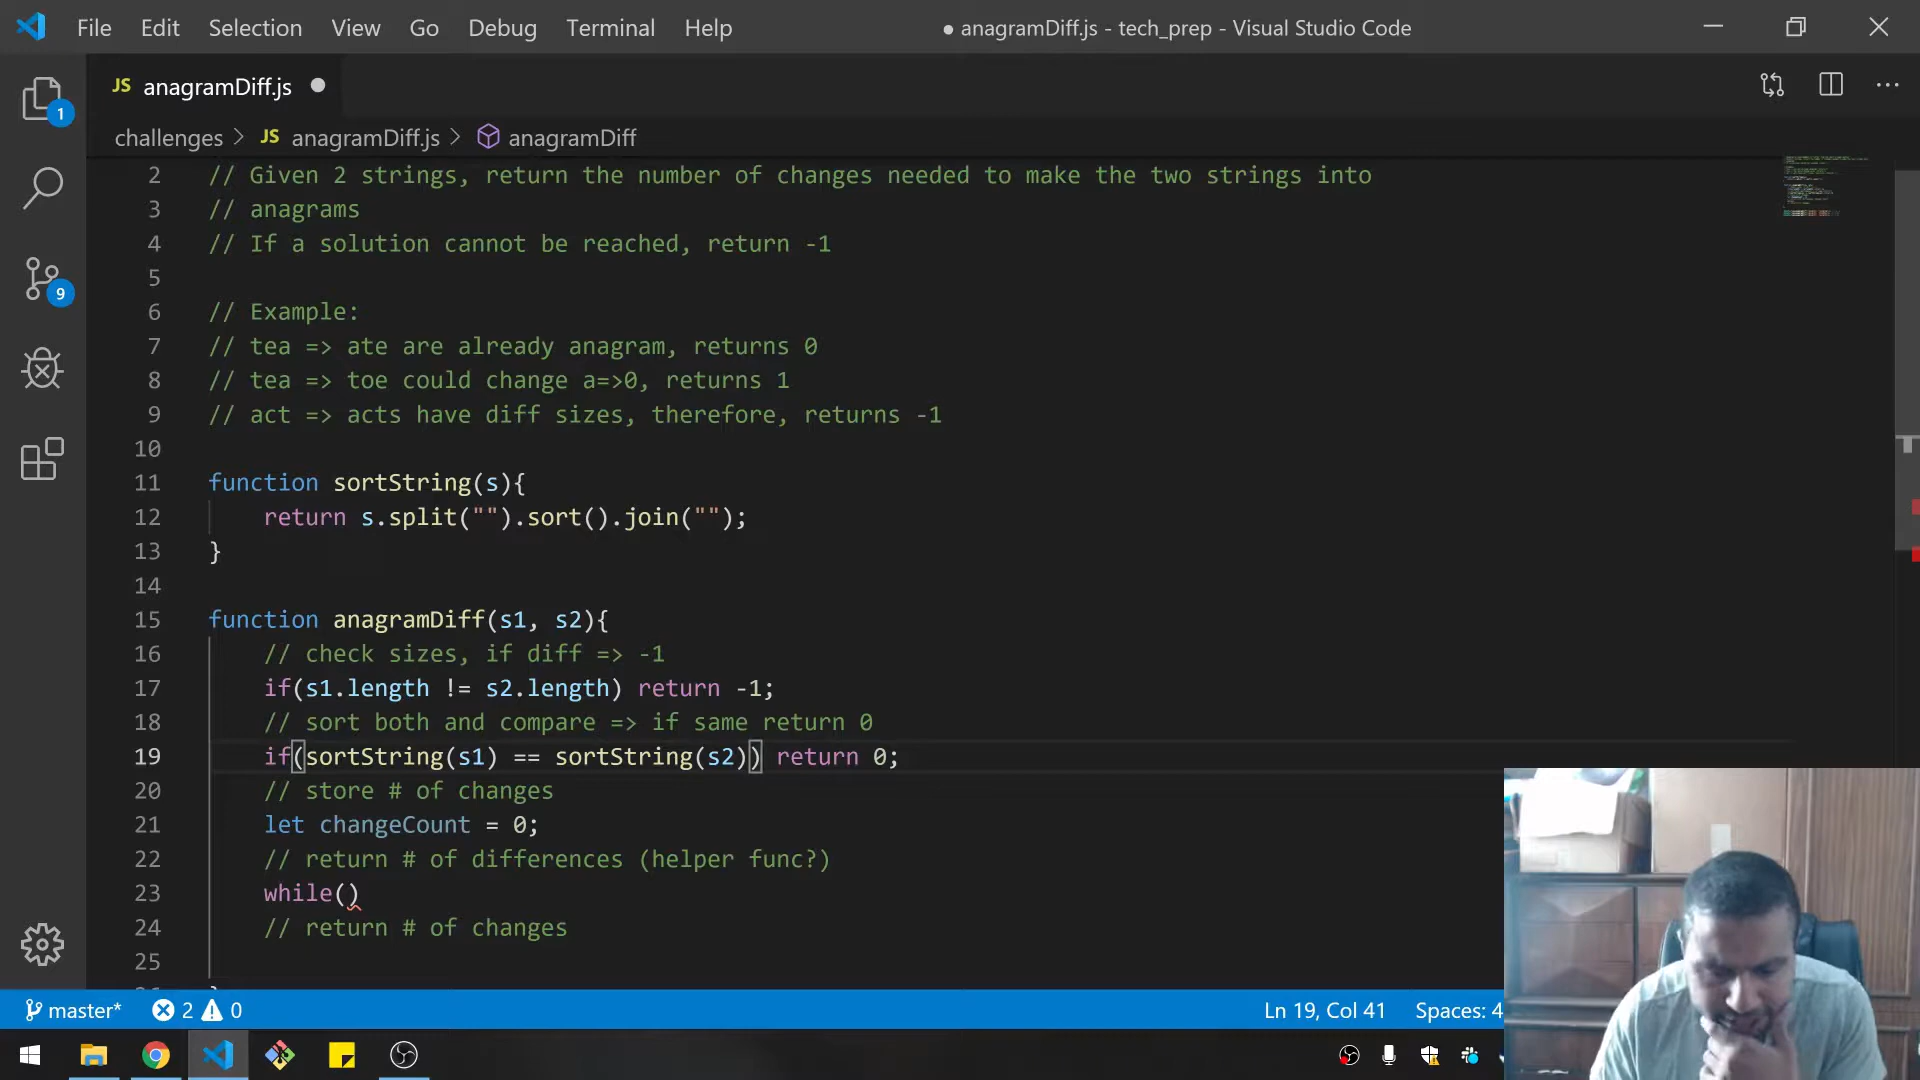 File Edit Selection View Go Debug Terminal Help
● anagramDiff.js - tech_prep - Visual Studio Code
JS anagramDiff.js
challenges > JS anagramDiff.js > anagramDiff
1
9
2 // Given 2 strings, return the number of changes needed to make the two strings into
3 // anagrams
4 // If a solution cannot be reached, return -1
5
6 // Example:
7 // tea => ate are already anagram, returns 0
8 // tea => toe could change a=>0, returns 1
9 // act => acts have diff sizes, therefore, returns -1
10
11 function sortString(s){
12 return s.split("").sort().join("");
13 }
14
15 function anagramDiff(s1, s2){
16 // check sizes, if diff => -1
17 if(s1.length != s2.length) return -1;
18 // sort both and compare => if same return 0
19 if(sortString(s1) == sortString(s2)) return 0;
20 // store # of changes
21 let changeCount = 0;
22 // return # of differences (helper func?)
23 while()
24 // return # of changes
25
master* 2 0 Ln 19, Col 41 Spaces: 4